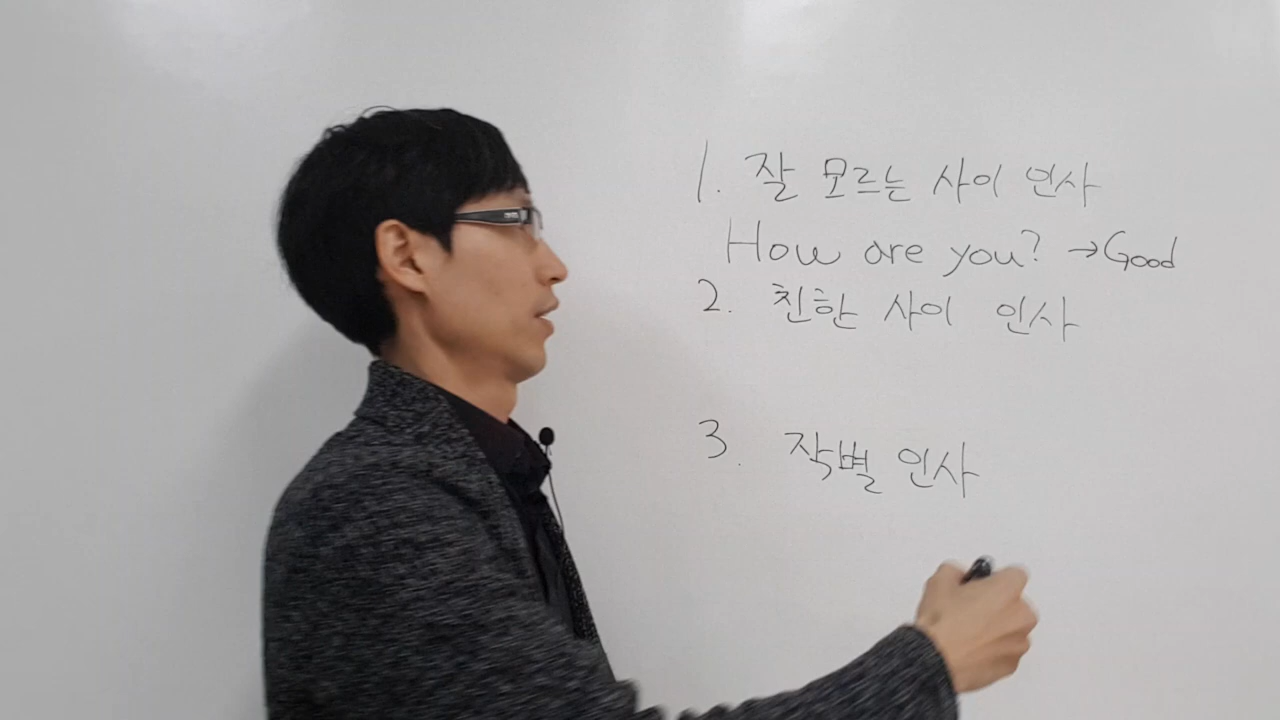 1. 잘 모르는 사이 인사
How are you? →Good
2. 친한 사이 인사
3. 작별 인사